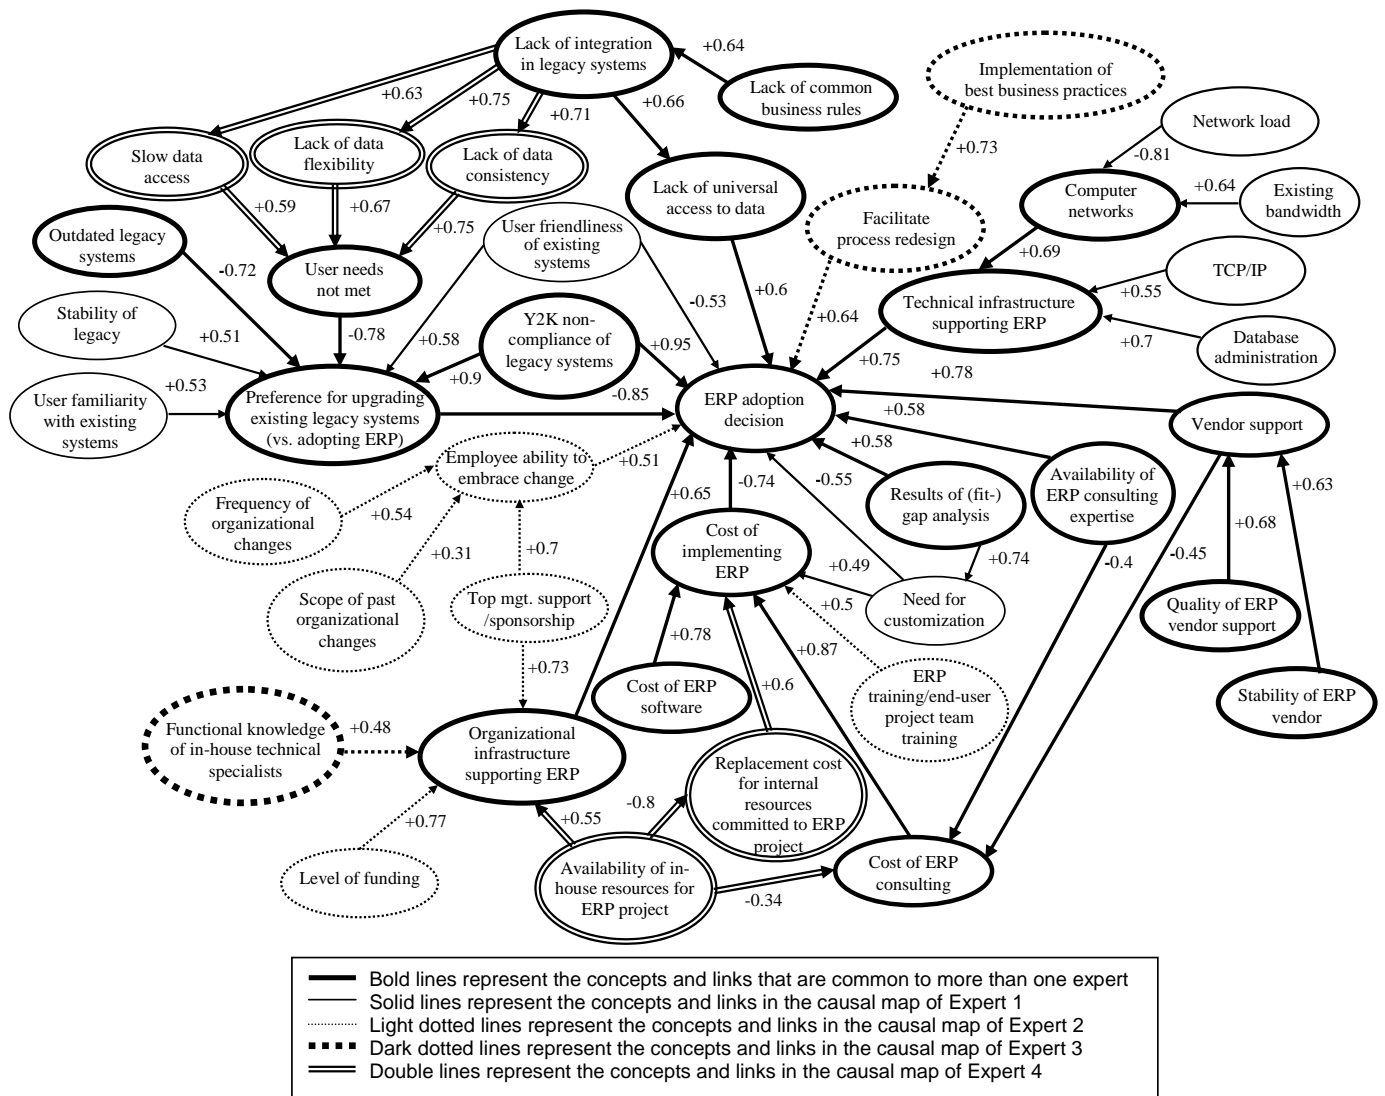 Lack of integration
in legacy systems
+0.64
Lack of common
business rules
Implementation of
best business practices
Network load
+0.63
+0.75
+0.71
+0.66
+0.73
-0.81
Slow data
access
Lack of data
flexibility
Lack of data
consistency
Lack of universal
access to data
Computer
networks
+0.64
Existing
bandwidth
+0.59
+0.67
+0.75
User friendliness
of existing
systems
Facilitate
process redesign
Outdated legacy
systems
-0.72
User needs
not met
+0.69
TCP/IP
+0.55
-0.53
+0.6
Technical infrastructure
supporting ERP
Stability of
legacy
+0.51
-0.78
+0.58
Y2K non-
compliance of
legacy systems
+0.95
+0.64
+0.75
+0.7
Database
administration
+0.53
+0.9
+0.78
User familiarity
with existing
systems
Preference for upgrading
existing legacy systems
(vs. adopting ERP)
-0.85
ERP adoption
decision
+0.58
Vendor support
Employee ability to
embrace change
+0.51
+0.58
-0.74
-0.55
Results of (fit-)
gap analysis
Availability of
ERP consulting
expertise
+0.63
Frequency of
organizational
changes
+0.54
+0.65
+0.68
+0.31
+0.7
Cost of
implementing
ERP
+0.49
+0.74
-0.4
-0.45
Scope of past
organizational
changes
Top mgt. support
/sponsorship
+0.5
Need for
customization
Quality of ERP
vendor support
+0.78
+0.87
+0.73
Cost of ERP
software
+0.6
ERP
training/end-user
project team
training
Stability of ERP
vendor
Functional knowledge
of in-house technical
specialists
+0.48
Organizational
infrastructure
supporting ERP
Replacement cost
for internal
resources
committed to ERP
project
+0.77
+0.55
-0.8
Level of funding
Availability of in-
house resources for
ERP project
-0.34
Cost of ERP
consulting
Bold lines represent the concepts and links that are common to more than one expert
Solid lines represent the concepts and links in the causal map of Expert 1
Light dotted lines represent the concepts and links in the causal map of Expert 2
Dark dotted lines represent the concepts and links in the causal map of Expert 3
Double lines represent the concepts and links in the causal map of Expert 4